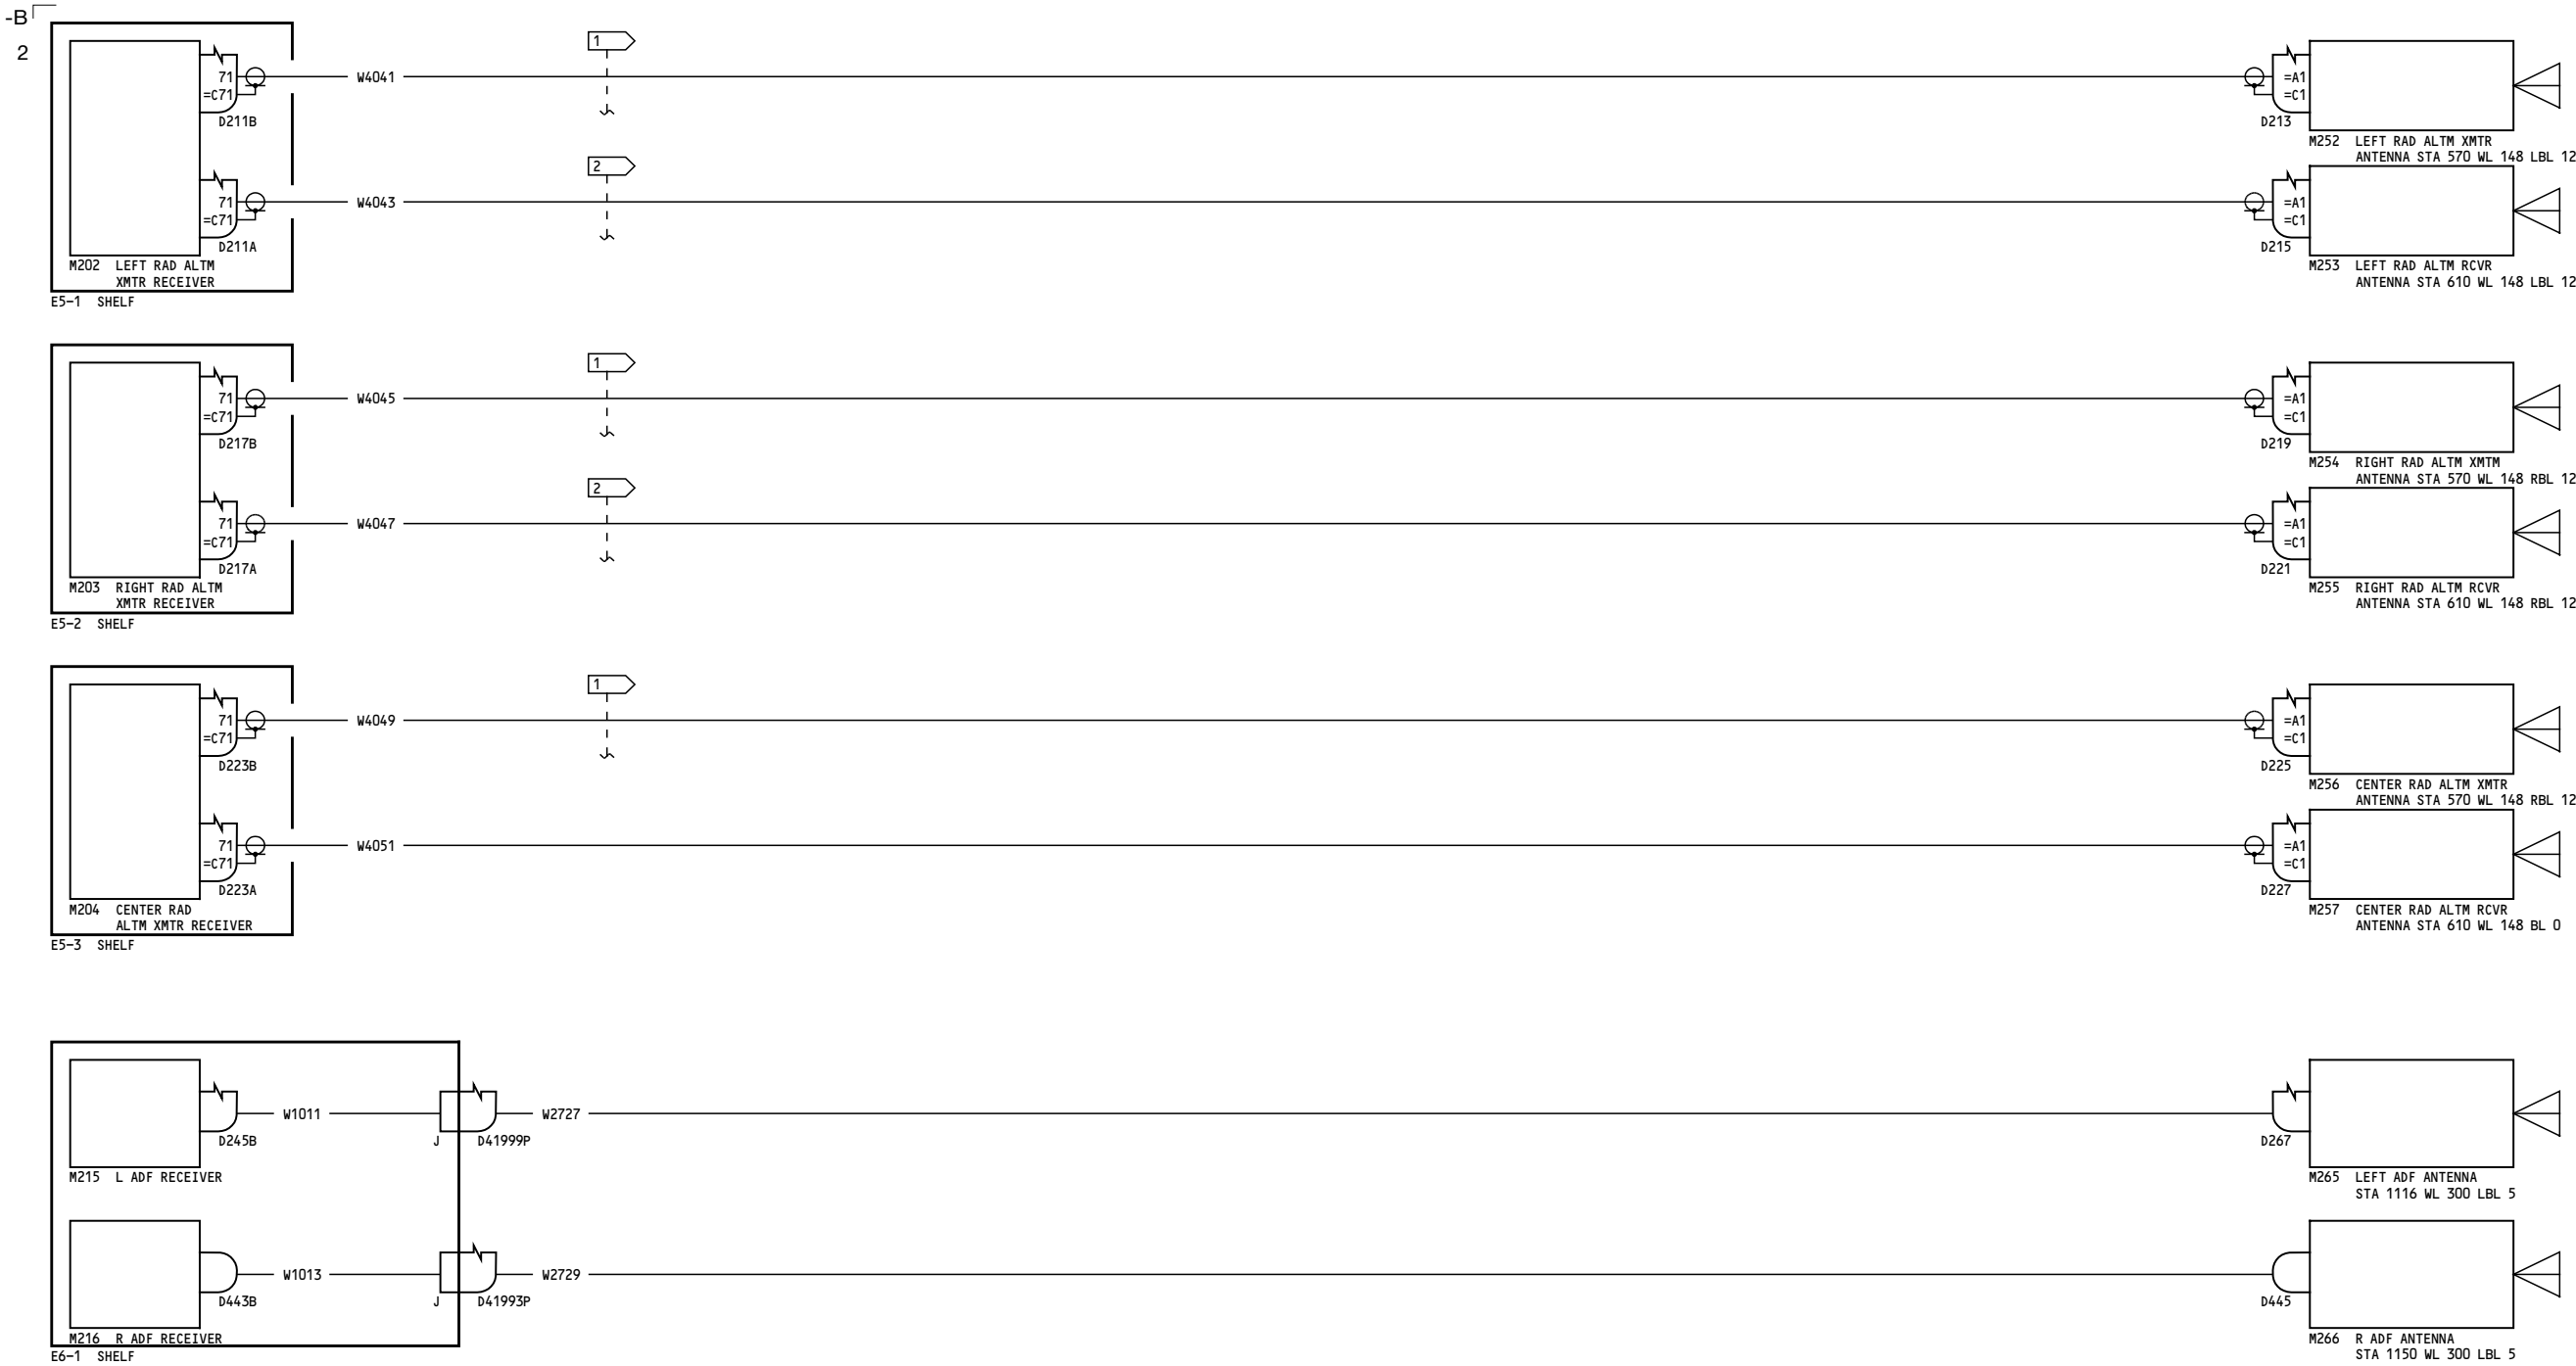 -B
2
1
71
=C71
D211B
W4041
=A1
=C1
D213
M252 LEFT RAD ALTM XMTR
ANTENNA STA 570 WL 148 LBL 12
2
71
=C71
D211A
W4043
=A1
=C1
D215
M202 LEFT RAD ALTM
XMTR RECEIVER
E5-1 SHELF
M253 LEFT RAD ALTM RCVR
ANTENNA STA 610 WL 148 LBL 12
1
71
=C71
D217B
W4045
=A1
=C1
D219
M254 RIGHT RAD ALTM XMTM
ANTENNA STA 570 WL 148 RBL 12
2
71
=C71
D217A
W4047
=A1
=C1
D221
M203 RIGHT RAD ALTM
XMTR RECEIVER
E5-2 SHELF
M255 RIGHT RAD ALTM RCVR
ANTENNA STA 610 WL 148 RBL 12
1
71
=C71
D223B
W4049
=A1
=C1
D225
M256 CENTER RAD ALTM XMTR
ANTENNA STA 570 WL 148 RBL 12
71
=C71
D223A
W4051
=A1
=C1
D227
M204 CENTER RAD
ALTM XMTR RECEIVER
E5-3 SHELF
M257 CENTER RAD ALTM RCVR
ANTENNA STA 610 WL 148 BL 0
D245B
W1011
J
D41999P
W2727
D267
M215 L ADF RECEIVER
M265 LEFT ADF ANTENNA
STA 1116 WL 300 LBL 5
D443B
W1013
J
D41993P
W2729
D445
M216 R ADF RECEIVER
E6-1 SHELF
M266 R ADF ANTENNA
STA 1150 WL 300 LBL 5